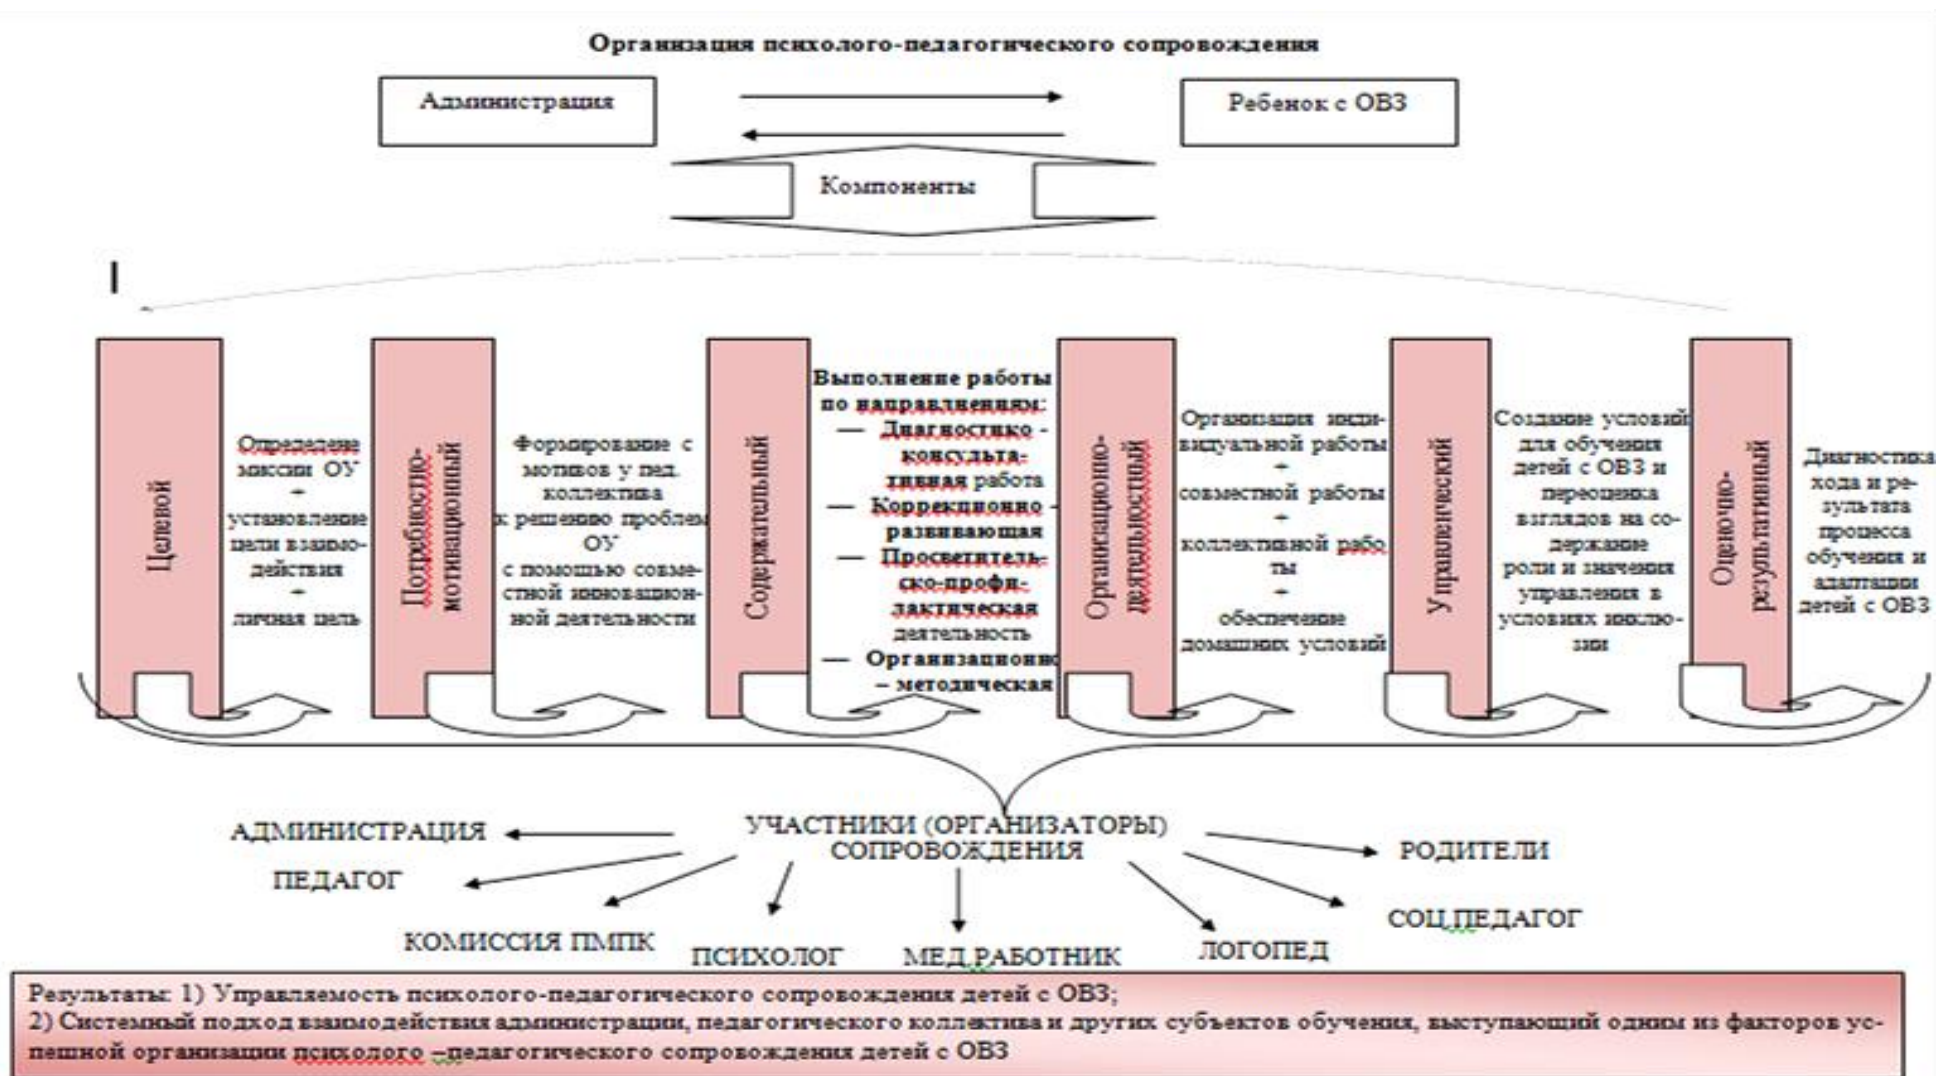 Организация психолого-педагогического сопровождения
Администрация
Ребенок с ОВЗ
Компоненты
Целевой
Определене
миссии ОУ
+
установление
цели взаимо-
действия
+
личная цель
Потребностно-
мотивационный
Формирование с
мотивов у пед.
коллектива
к решению проблем
ОУ
с помощью совме-
стной инновацион-
ной деятельности
Содержательный
Выполнение работы
по направлнениям:
— Диагностико -
консульта-
тивная работа
— Коррекционно -
развивающая
— Просветитель-
ско-профи-
лактическая
деятельность
— Организационно
– методическая
Организационно-
деятельностный
Организация инди-
видуальной работы
+
совместной работы
+
коллективной рабо
ты
+
обеспечение
домашних условий
Управленческий
Создание условий
для обучения
детей с ОВЗ и
переоценка
взглядов на со-
держание
роли и значения
управления в
условиях инклю-
зии
Оценочно-
результативный
Диагностика
хода и ре-
зультата
процесса
обучения и
адаптации
детей с ОВЗ
УЧАСТНИКИ (ОРГАНИЗАТОРЫ)
СОПРОВОЖДЕНИЯ
АДМИНИСТРАЦИЯ
ПЕДАГОГ
КОМИССИЯ ПМПК
ПСИХОЛОГ
МЕД.РАБОТНИК
ЛОГОПЕД
СОЦ.ПЕДАГОГ
РОДИТЕЛИ
Результаты: 1) Управляемость психолого-педагогического сопровождения детей с ОВЗ;
2) Системный подход взаимодействия администрации, педагогического коллектива и других субъектов обучения, выступающий одним из факторов ус-
пешной организации психолого –педагогического сопровождения детей с ОВЗ